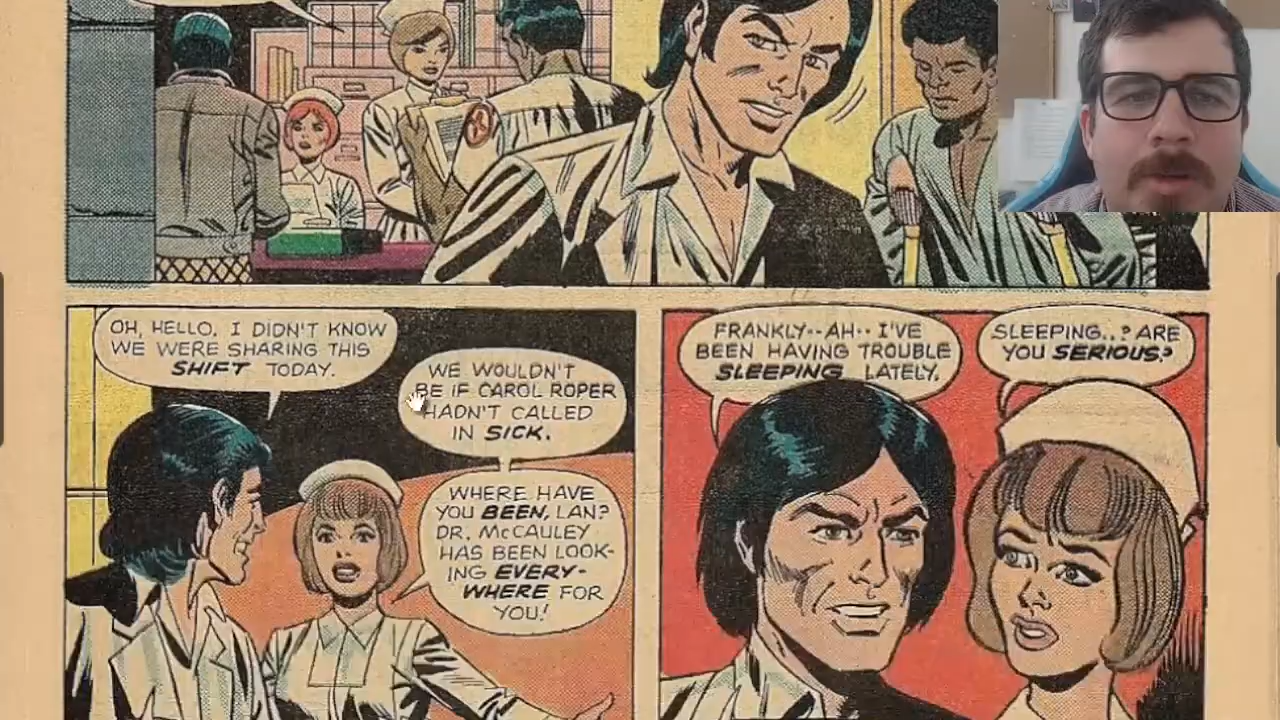 OH, HELLO. I DIDN'T KNOW
WE WERE SHARING THIS
SHIFT TODAY.
WE WOULDN'T
BE IF CAROL ROPER
HADN'T CALLED
IN SICK.
WHERE HAVE
YOU BEEN, LAN?
DR. McCAULEY
HAS BEEN LOOK-
ING EVERY-
WHERE FOR
YOU!
FRANKLY--AH-- I'VE
BEEN HAVING TROUBLE
SLEEPING LATELY.
SLEEPING..? ARE
YOU SERIOUS?